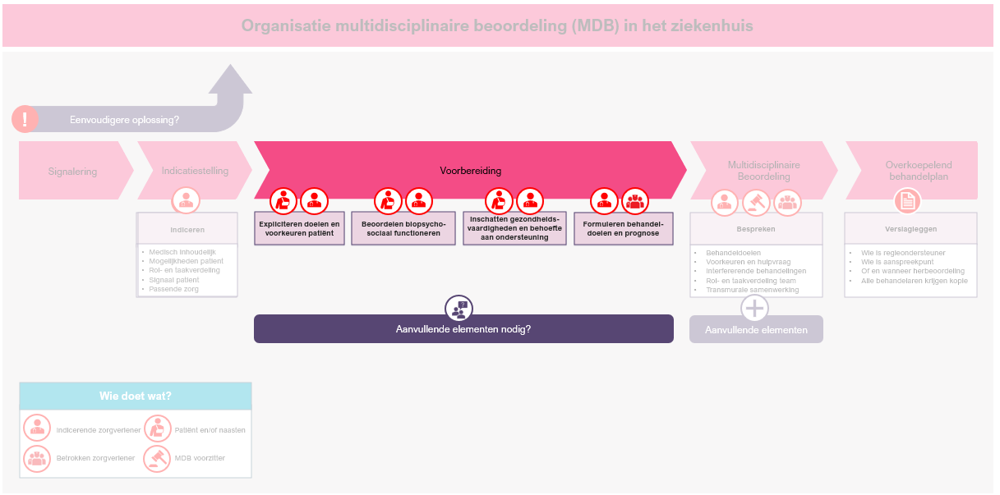 Organisatie multidisciplinaire beoordeling (MDB) in het ziekenhuis
!
Eenvoudigere oplossing?
Signalering
Indicatiestelling
Voorbereiding
Multidisciplinaire
Beoordeling
Overkoepelend
behandelplan
Indiceren
• Medisch inhoudelijk
• Mogelijkheden patient
• Rol- en taakverdeling
• Signaal patient
• Passende zorg
Expliciteren doelen en
voorkeuren patiënt
Beoordelen biopsycho-
sociaal functioneren
Inschatten gezondheids-
vaardigheden en behoefte
aan ondersteuning
Formuleren behandel-
doelen en prognose
Bespreken
• Behandeldoelen
• Voorkeuren en hulpvraag
• Interfererende behandelingen
• Rol- en taakverdeling team
• Transmurale samenwerking
Verslagleggen
• Wie is regieondersteuner
• Wie is aanspreekpunt
• Of en wanneer herbeoordeling
• Alle behandelaren krijgen kopie
?
Aanvullende elementen nodig?
Aanvullende elementen
Wie doet wat?
Indicerende zorgverlener
Patiënt en/of naasten
Betrokken zorgverlener
MDB voorzitter